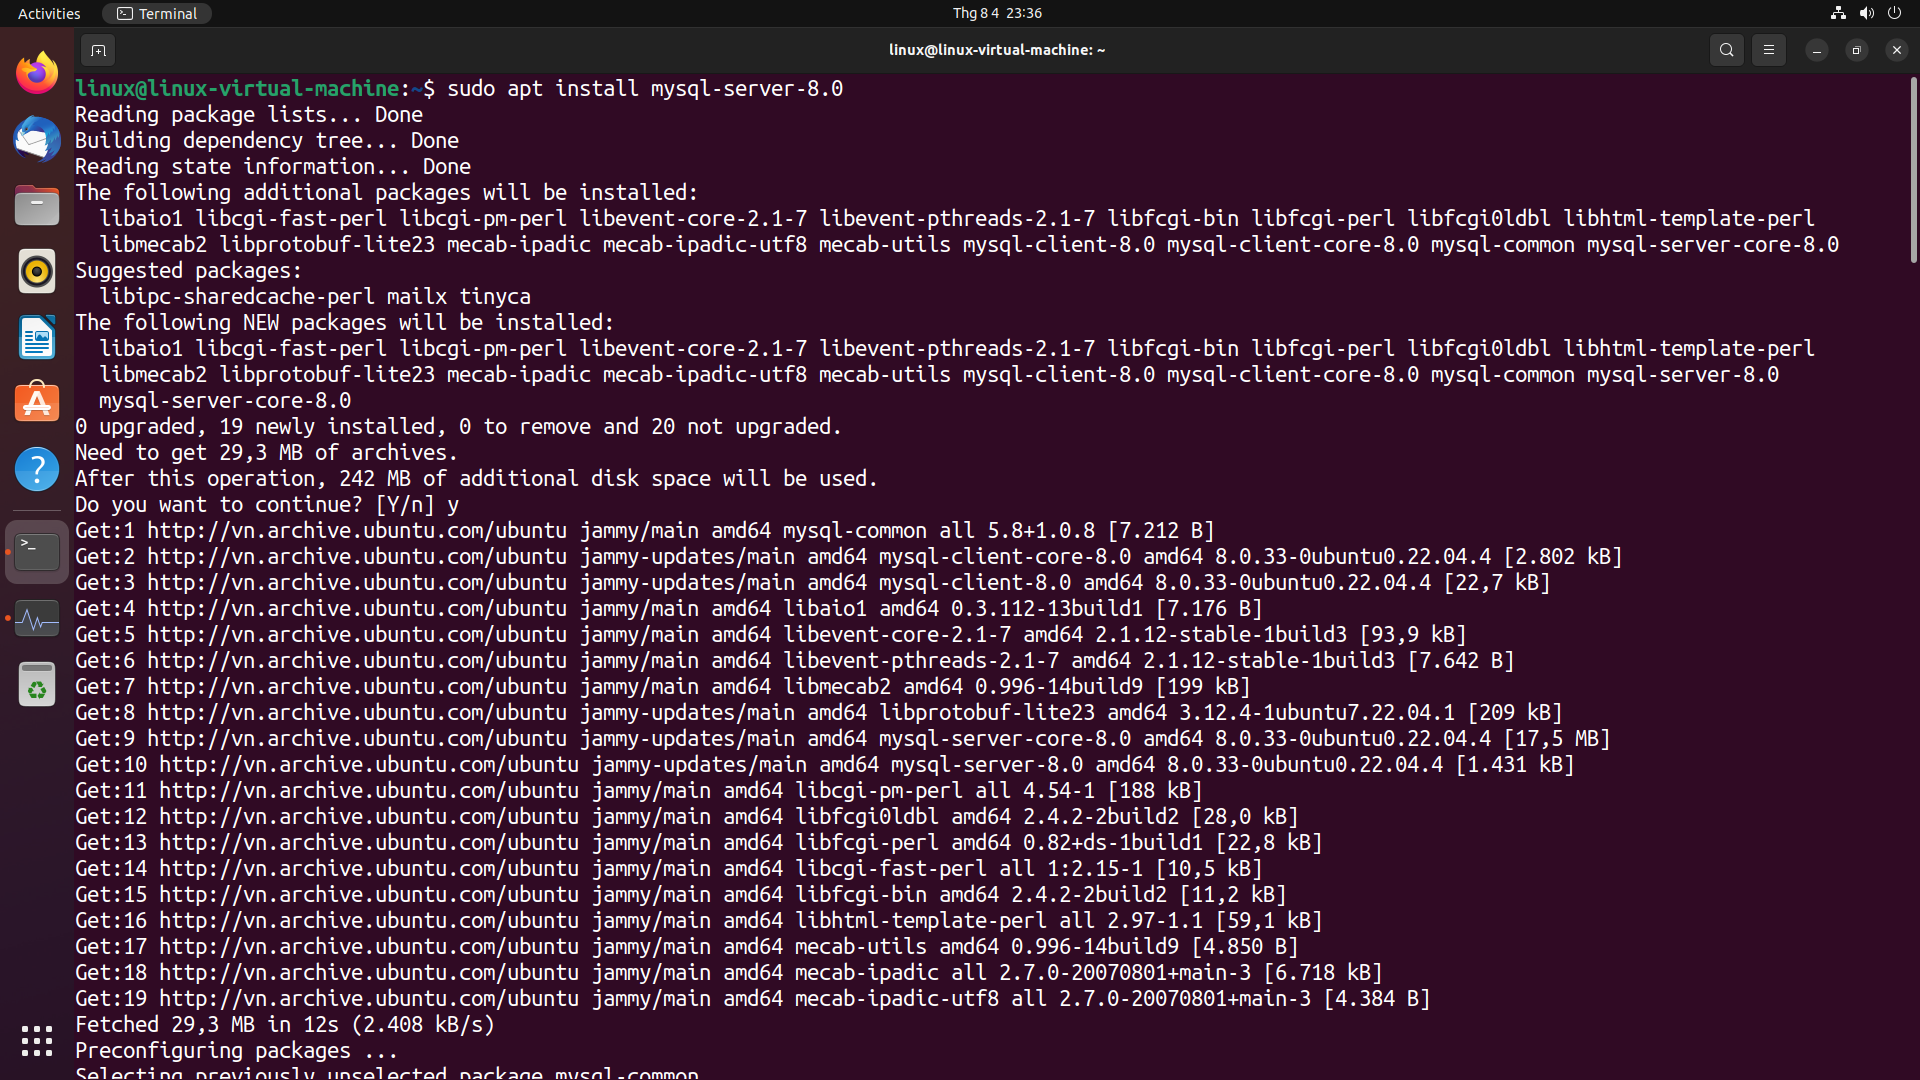 Activities
Terminal
Thg 8 4 23:36
linux@linux-virtual-machine: ~
linux@linux-virtual-machine:~$ sudo apt install mysql-server-8.0
Reading package lists... Done
Building dependency tree... Done
Reading state information... Done
The following additional packages will be installed:
  libaio1 libcgi-fast-perl libcgi-pm-perl libevent-core-2.1-7 libevent-pthreads-2.1-7 libfcgi-bin libfcgi-perl libfcgi0ldbl libhtml-template-perl
  libmecab2 libprotobuf-lite23 mecab-ipadic mecab-ipadic-utf8 mecab-utils mysql-client-8.0 mysql-client-core-8.0 mysql-common mysql-server-core-8.0
Suggested packages:
  libipc-sharedcache-perl mailx tinyca
The following NEW packages will be installed:
  libaio1 libcgi-fast-perl libcgi-pm-perl libevent-core-2.1-7 libevent-pthreads-2.1-7 libfcgi-bin libfcgi-perl libfcgi0ldbl libhtml-template-perl
  libmecab2 libprotobuf-lite23 mecab-ipadic mecab-ipadic-utf8 mecab-utils mysql-client-8.0 mysql-client-core-8.0 mysql-common mysql-server-8.0
  mysql-server-core-8.0
0 upgraded, 19 newly installed, 0 to remove and 20 not upgraded.
Need to get 29,3 MB of archives.
After this operation, 242 MB of additional disk space will be used.
Do you want to continue? [Y/n] y
Get:1 http://vn.archive.ubuntu.com/ubuntu jammy/main amd64 mysql-common all 5.8+1.0.8 [7.212 B]
Get:2 http://vn.archive.ubuntu.com/ubuntu jammy-updates/main amd64 mysql-client-core-8.0 amd64 8.0.33-0ubuntu0.22.04.4 [2.802 kB]
Get:3 http://vn.archive.ubuntu.com/ubuntu jammy-updates/main amd64 mysql-client-8.0 amd64 8.0.33-0ubuntu0.22.04.4 [22,7 kB]
Get:4 http://vn.archive.ubuntu.com/ubuntu jammy/main amd64 libaio1 amd64 0.3.112-13build1 [7.176 B]
Get:5 http://vn.archive.ubuntu.com/ubuntu jammy/main amd64 libevent-core-2.1-7 amd64 2.1.12-stable-1build3 [93,9 kB]
Get:6 http://vn.archive.ubuntu.com/ubuntu jammy/main amd64 libevent-pthreads-2.1-7 amd64 2.1.12-stable-1build3 [7.642 B]
Get:7 http://vn.archive.ubuntu.com/ubuntu jammy/main amd64 libmecab2 amd64 0.996-14build9 [199 kB]
Get:8 http://vn.archive.ubuntu.com/ubuntu jammy-updates/main amd64 libprotobuf-lite23 amd64 3.12.4-1ubuntu7.22.04.1 [209 kB]
Get:9 http://vn.archive.ubuntu.com/ubuntu jammy-updates/main amd64 mysql-server-core-8.0 amd64 8.0.33-0ubuntu0.22.04.4 [17,5 MB]
Get:10 http://vn.archive.ubuntu.com/ubuntu jammy-updates/main amd64 mysql-server-8.0 amd64 8.0.33-0ubuntu0.22.04.4 [1.431 kB]
Get:11 http://vn.archive.ubuntu.com/ubuntu jammy/main amd64 libcgi-pm-perl all 4.54-1 [188 kB]
Get:12 http://vn.archive.ubuntu.com/ubuntu jammy/main amd64 libfcgi0ldbl amd64 2.4.2-2build2 [28,0 kB]
Get:13 http://vn.archive.ubuntu.com/ubuntu jammy/main amd64 libfcgi-perl amd64 0.82+ds-1build1 [22,8 kB]
Get:14 http://vn.archive.ubuntu.com/ubuntu jammy/main amd64 libcgi-fast-perl all 1:2.15-1 [10,5 kB]
Get:15 http://vn.archive.ubuntu.com/ubuntu jammy/main amd64 libfcgi-bin amd64 2.4.2-2build2 [11,2 kB]
Get:16 http://vn.archive.ubuntu.com/ubuntu jammy/main amd64 libhtml-template-perl all 2.97-1.1 [59,1 kB]
Get:17 http://vn.archive.ubuntu.com/ubuntu jammy/main amd64 mecab-utils amd64 0.996-14build9 [4.850 B]
Get:18 http://vn.archive.ubuntu.com/ubuntu jammy/main amd64 mecab-ipadic all 2.7.0-20070801+main-3 [6.718 kB]
Get:19 http://vn.archive.ubuntu.com/ubuntu jammy/main amd64 mecab-ipadic-utf8 all 2.7.0-20070801+main-3 [4.384 B]
Fetched 29,3 MB in 12s (2.408 kB/s)
Preconfiguring packages ...
Selecting previously unselected package mysql-common.